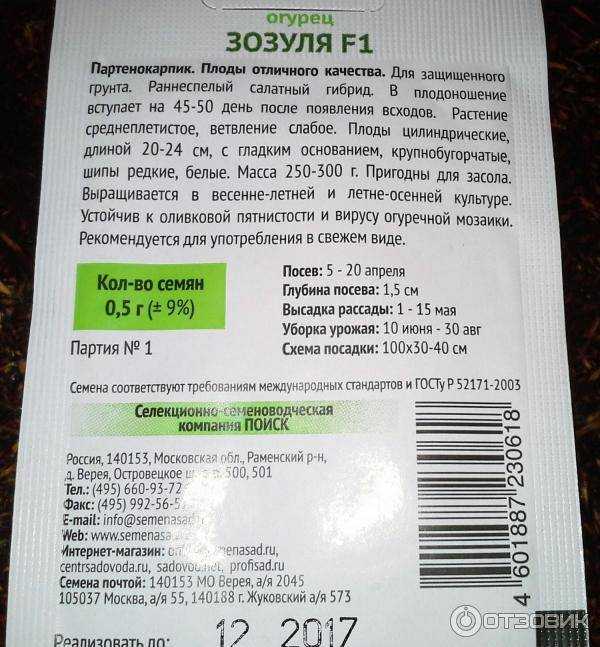 огурец
ЗОЗУЛЯ F1
Партенокарпик. Плоды отличного качества. Для защищенного
грунта. Раннеспелый салатный гибрид. В плодоношение
вступает на 45-50 день после появления всходов. Растение
среднеплетистое, ветвление слабое. Плоды цилиндрические,
длиной 20-24 см, с гладким основанием, крупнобугорчатые,
шипы редкие, белые. Масса 250-300 г. Пригодны для засола.
Выращивается в весенне-летней и летне-осенней культуре.
Устойчив к оливковой пятнистости и вирусу огуречной мозаики.
Рекомендуется для употребления в свежем виде.
Кол-во семян
0,5 г (± 9%)
Партия № 1
Посев: 5 - 20 апреля
Глубина посева: 1,5 см
Высадка рассады: 1 - 15 мая
Уборка урожая: 10 июня - 30 авг
Схема посадки: 100х30-40 см
Семена соответствуют требованиям международных стандартов и ГОСТу Р 52171-2003
Селекционно-семеноводческая
компания ПОИСК
Россия, 140153, Московская обл., Раменский р-н,
д. Верея, Островецкое 500, 501
Тел.: (495) 660-93-72
Факс: (495) 992-56-5
E-mail: info@semenasad.
Web: www.semenasa
Интернет-магазин: semenasad.ru,
centrsadovoda.ru, sadovod.net, profisad.ru
Семена почтой: 140153 МО Верея, а/я 2045
105037 Москва, а/я 55, 140188 г. Жуковский а/я 573
Реализовать до: 12 2017
4 601887 230618
ОТЗОВИК